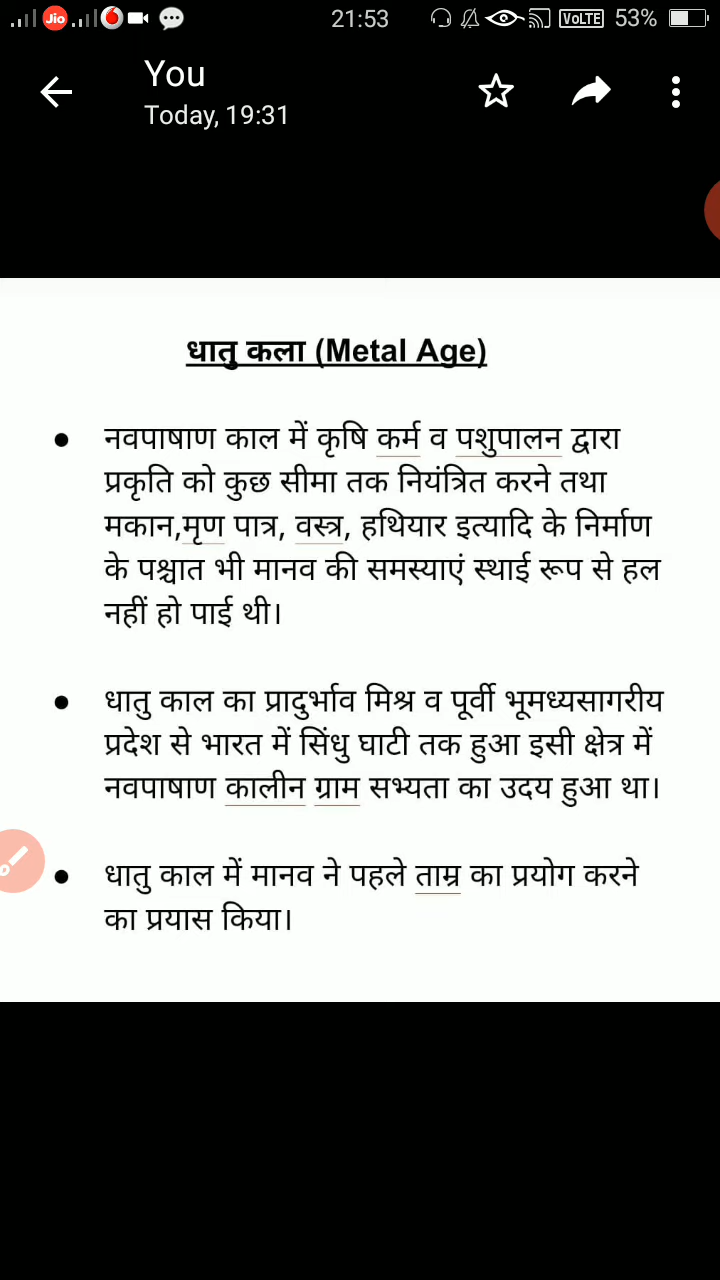 Jio
21:53
VoLTE
53%
You
Today, 19:31
धातु कला (Metal Age)
● नवपाषाण काल में कृषि कर्म व पशुपालन द्वारा
प्रकृति को कुछ सीमा तक नियंत्रित करने तथा
मकान,मृण पात्र, वस्त्र, हथियार इत्यादि के निर्माण
के पश्चात भी मानव की समस्याएं स्थाई रूप से हल
नहीं हो पाई थी।
● धातु काल का प्रादुर्भाव मिश्र व पूर्वी भूमध्यसागरीय
प्रदेश से भारत में सिंधु घाटी तक हुआ इसी क्षेत्र में
नवपाषाण कालीन ग्राम सभ्यता का उदय हुआ था।
● धातु काल में मानव ने पहले ताम्र का प्रयोग करने
का प्रयास किया।